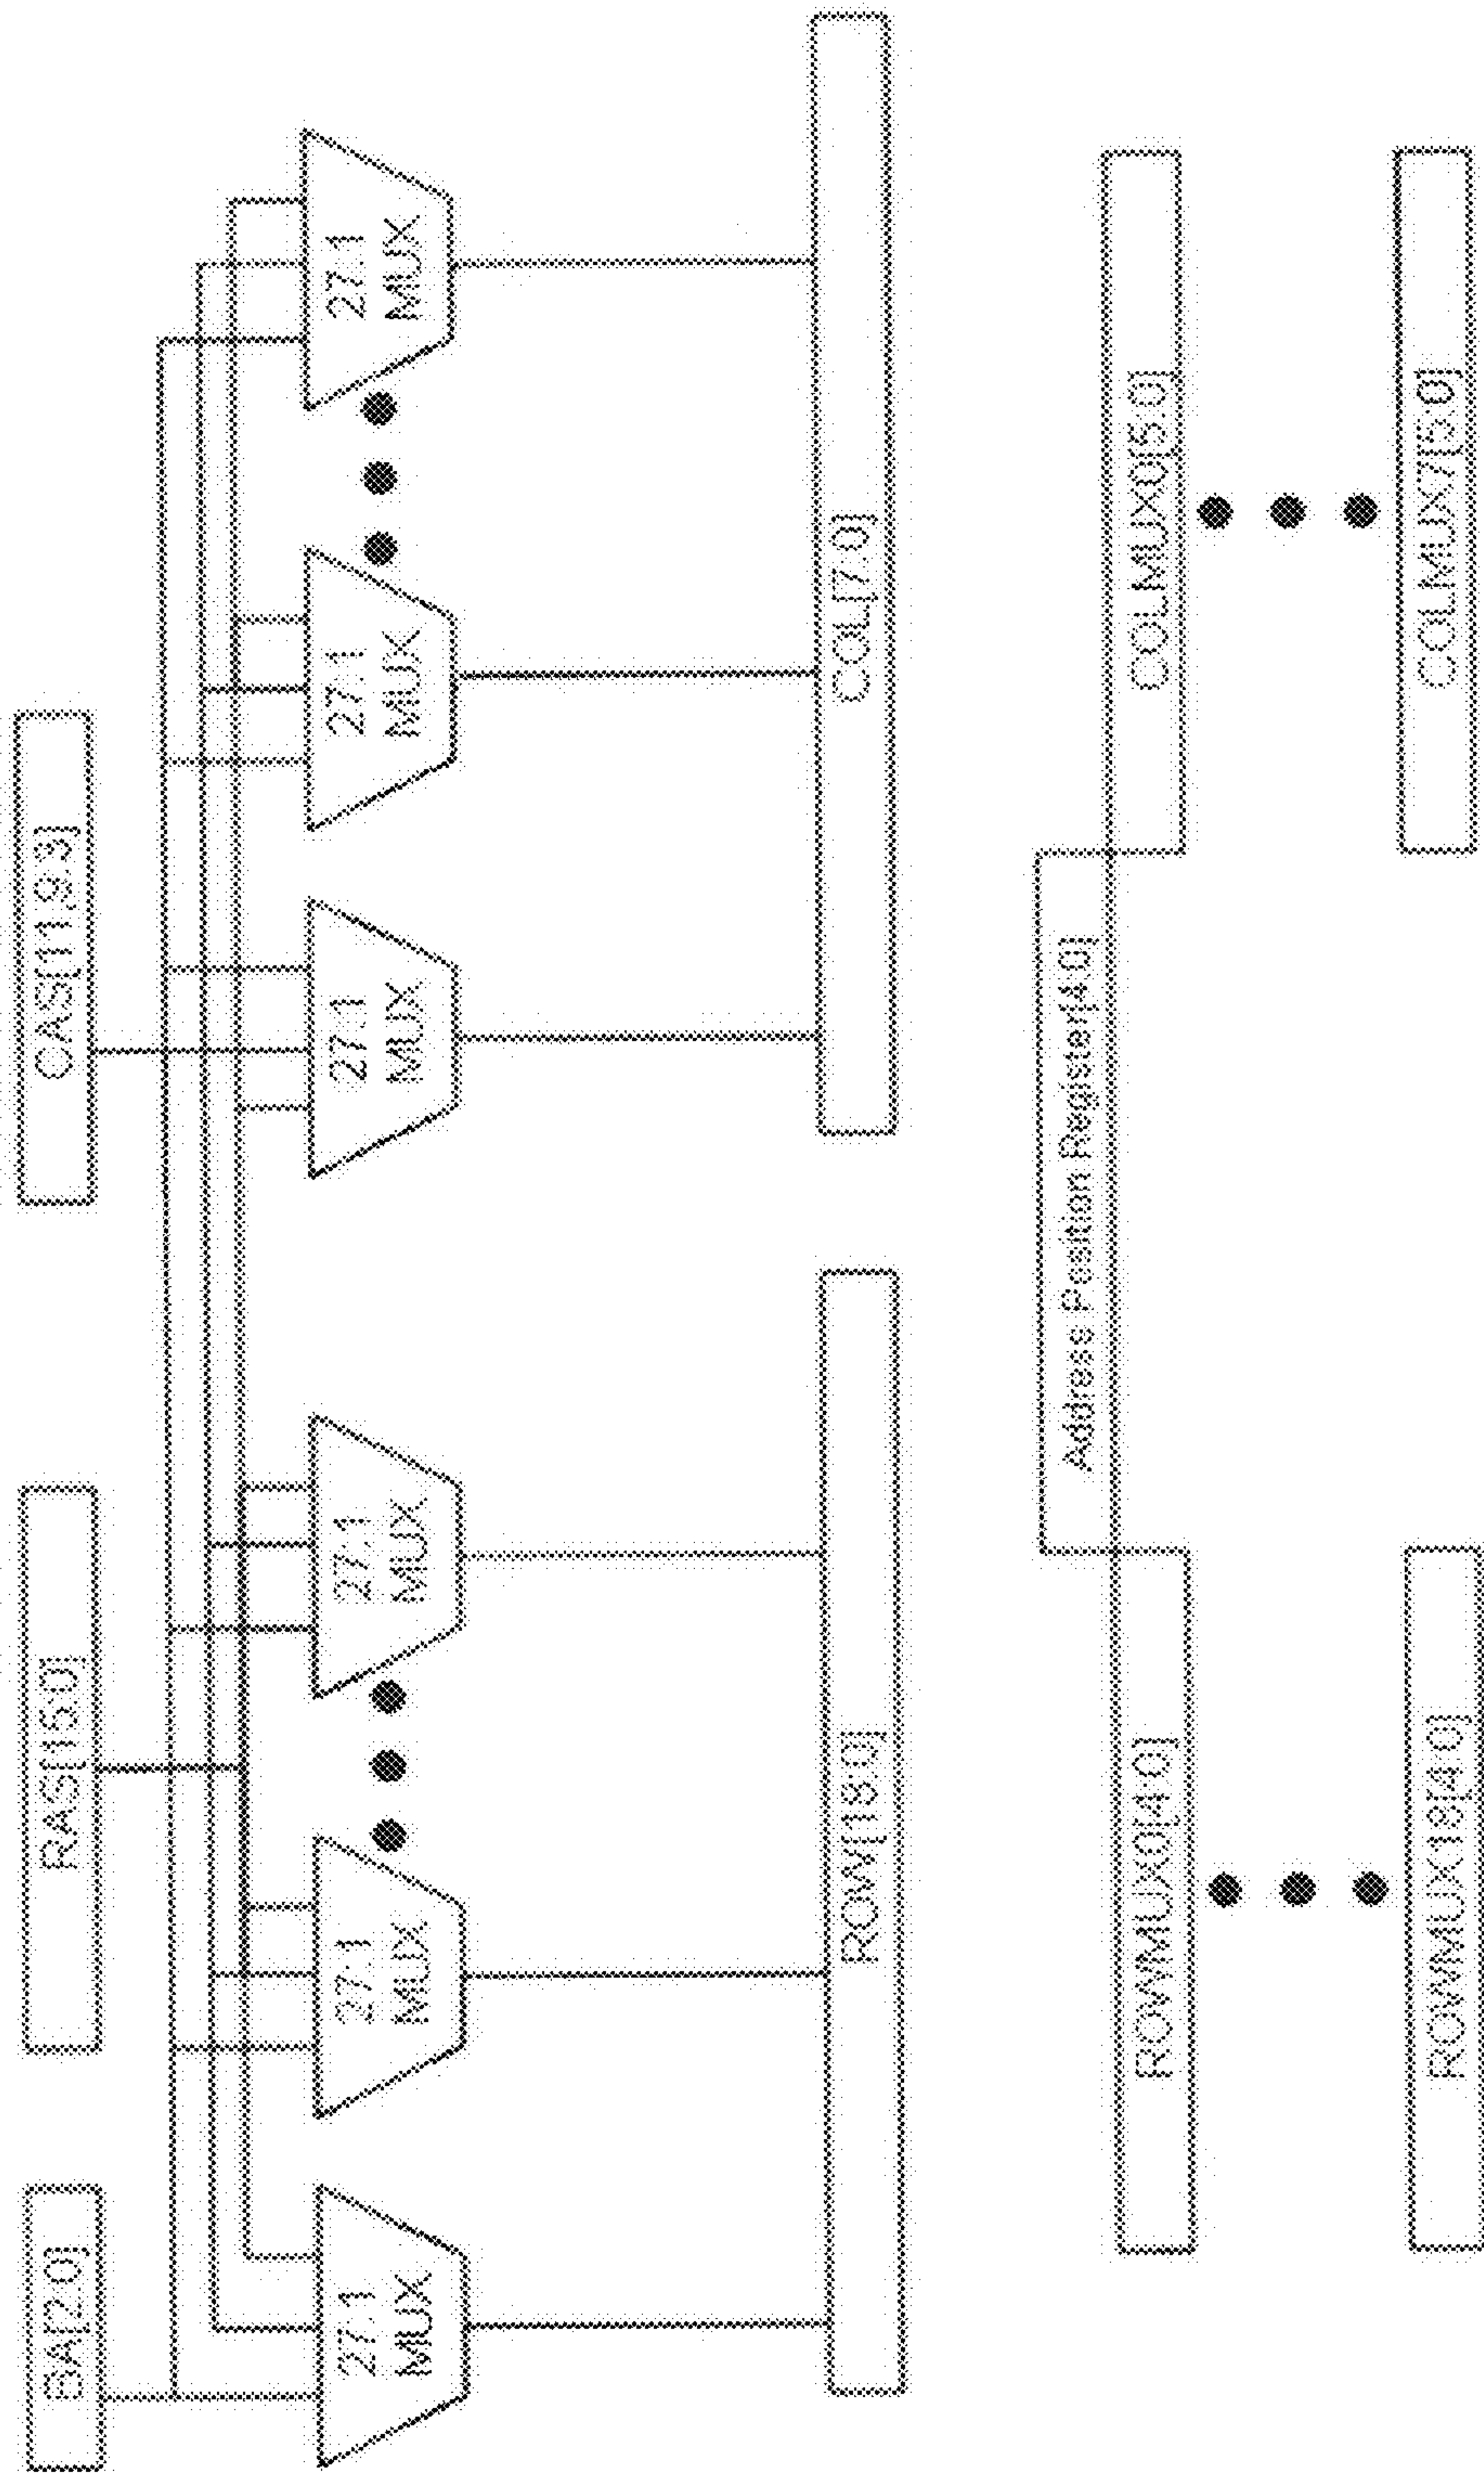 BA[2:0]
RAS[15:0]
CAS[11,9:3]
27:1
MUX
27:1
MUX
27:1
MUX
27:1
MUX
27:1
MUX
27:1
MUX
ROW[18:0]
COL[7:0]
Address Position Register[4:0]
ROWMUX0[4:0]
COLMUX0[5:0]
ROWMUX18[4:0]
COLMUX7[5:0]